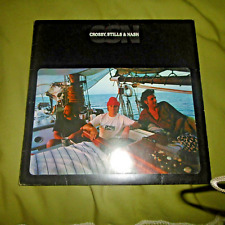 CSN
CROSBY, STILLS & NASH